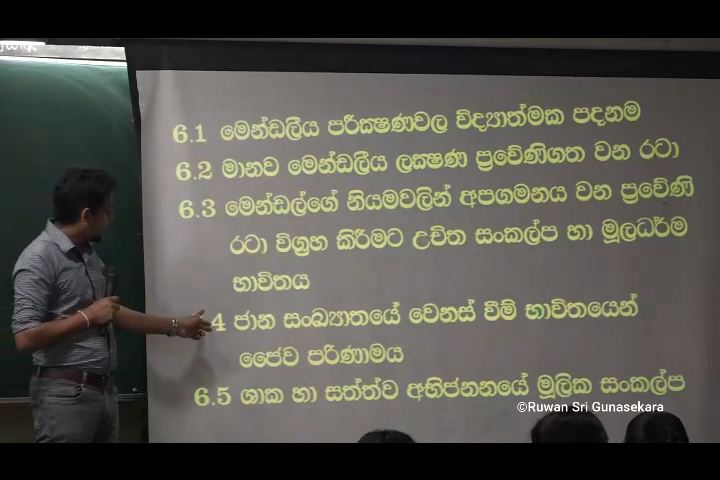 6.1 මෙන්ඩලීය පරීක්ෂණවල විද්‍යාත්මක පදනම
6.2 මානව මෙන්ඩලීය ලක්ෂණ ප්‍රවේණිගත වන රටා
6.3 මෙන්ඩල්ගේ නියමවලින් අපගමනය වන ප්‍රවේණි
රටා විග්‍රහ කිරීමට උචිත සංකල්ප හා මූලධර්ම
භාවිතය
4 ජාන සංඛ්‍යාතයේ වෙනස් වීම් භාවිතයෙන්
ජෛව පරිණාමය
6.5 ශාක හා සත්ත්ව අභිජනනයේ මූලික සංකල්ප
©Ruwan Sri Gunasekara